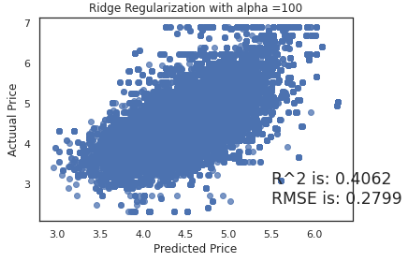 Ridge Regularization with alpha =100
7
6
5
4
3
Actuual Price
R^2 is: 0.4062
RMSE is: 0.2799
3.0 3.5 4.0 4.5 5.0 5.5 6.0
Predicted Price